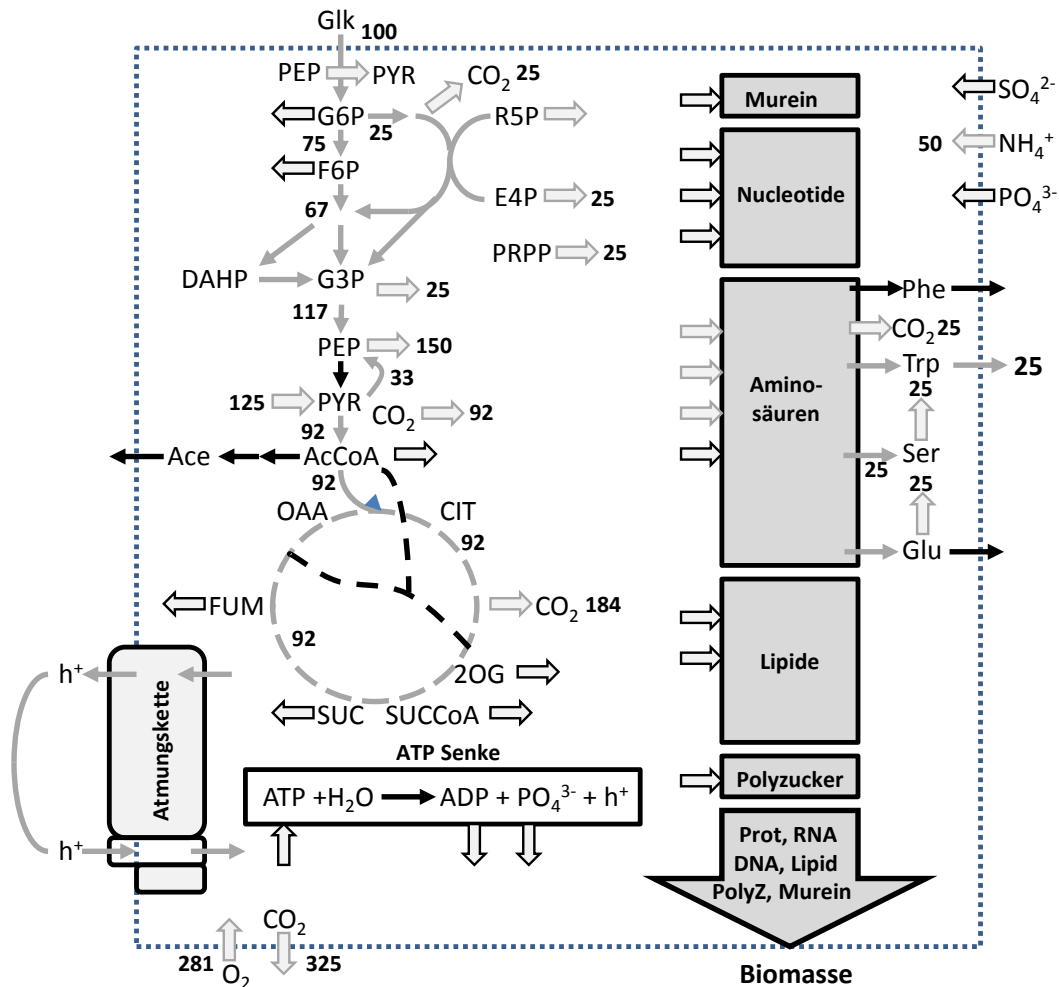 Glk
100
PEP
PYR
CO₂ 25
G6P
25
R5P
75
F6P
67
E4P
25
PRPP
25
DAHP
G3P
25
117
PEP
150
33
125
PYR
CO₂
92
92
Ace
AcCoA
92
OAA
CIT
92
FUM
CO₂ 184
92
2OG
SUC
SUCCoA
h⁺
Atmungskette
h⁺
ATP Senke
ATP +H₂O
ADP + PO₄³⁻ + h⁺
CO₂
281
O₂
325
Murein
Nucleotide
Amino-
säuren
Lipide
Polyzucker
Prot, RNA
DNA, Lipid
PolyZ, Murein
Biomasse
SO₄²⁻
50
NH₄⁺
PO₄³⁻
Phe
CO₂ 25
Trp
25
25
Ser
25
25
Glu